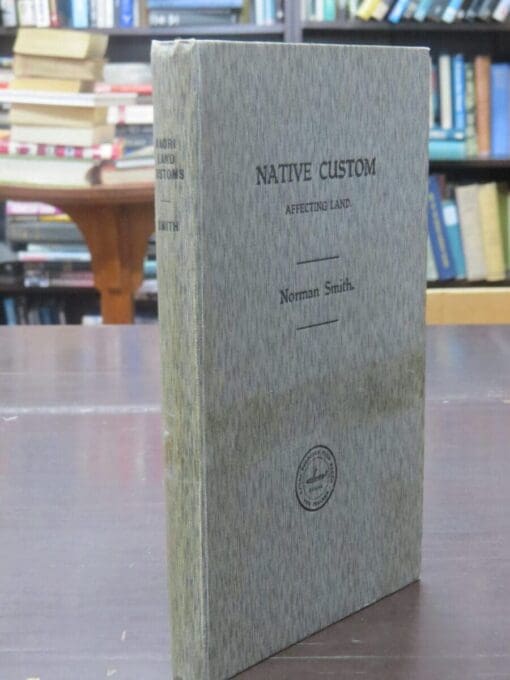 MAORI
LAND
CUSTOMS
SMITH
NATIVE CUSTOM
AFFECTING LAND.
Norman Smith.